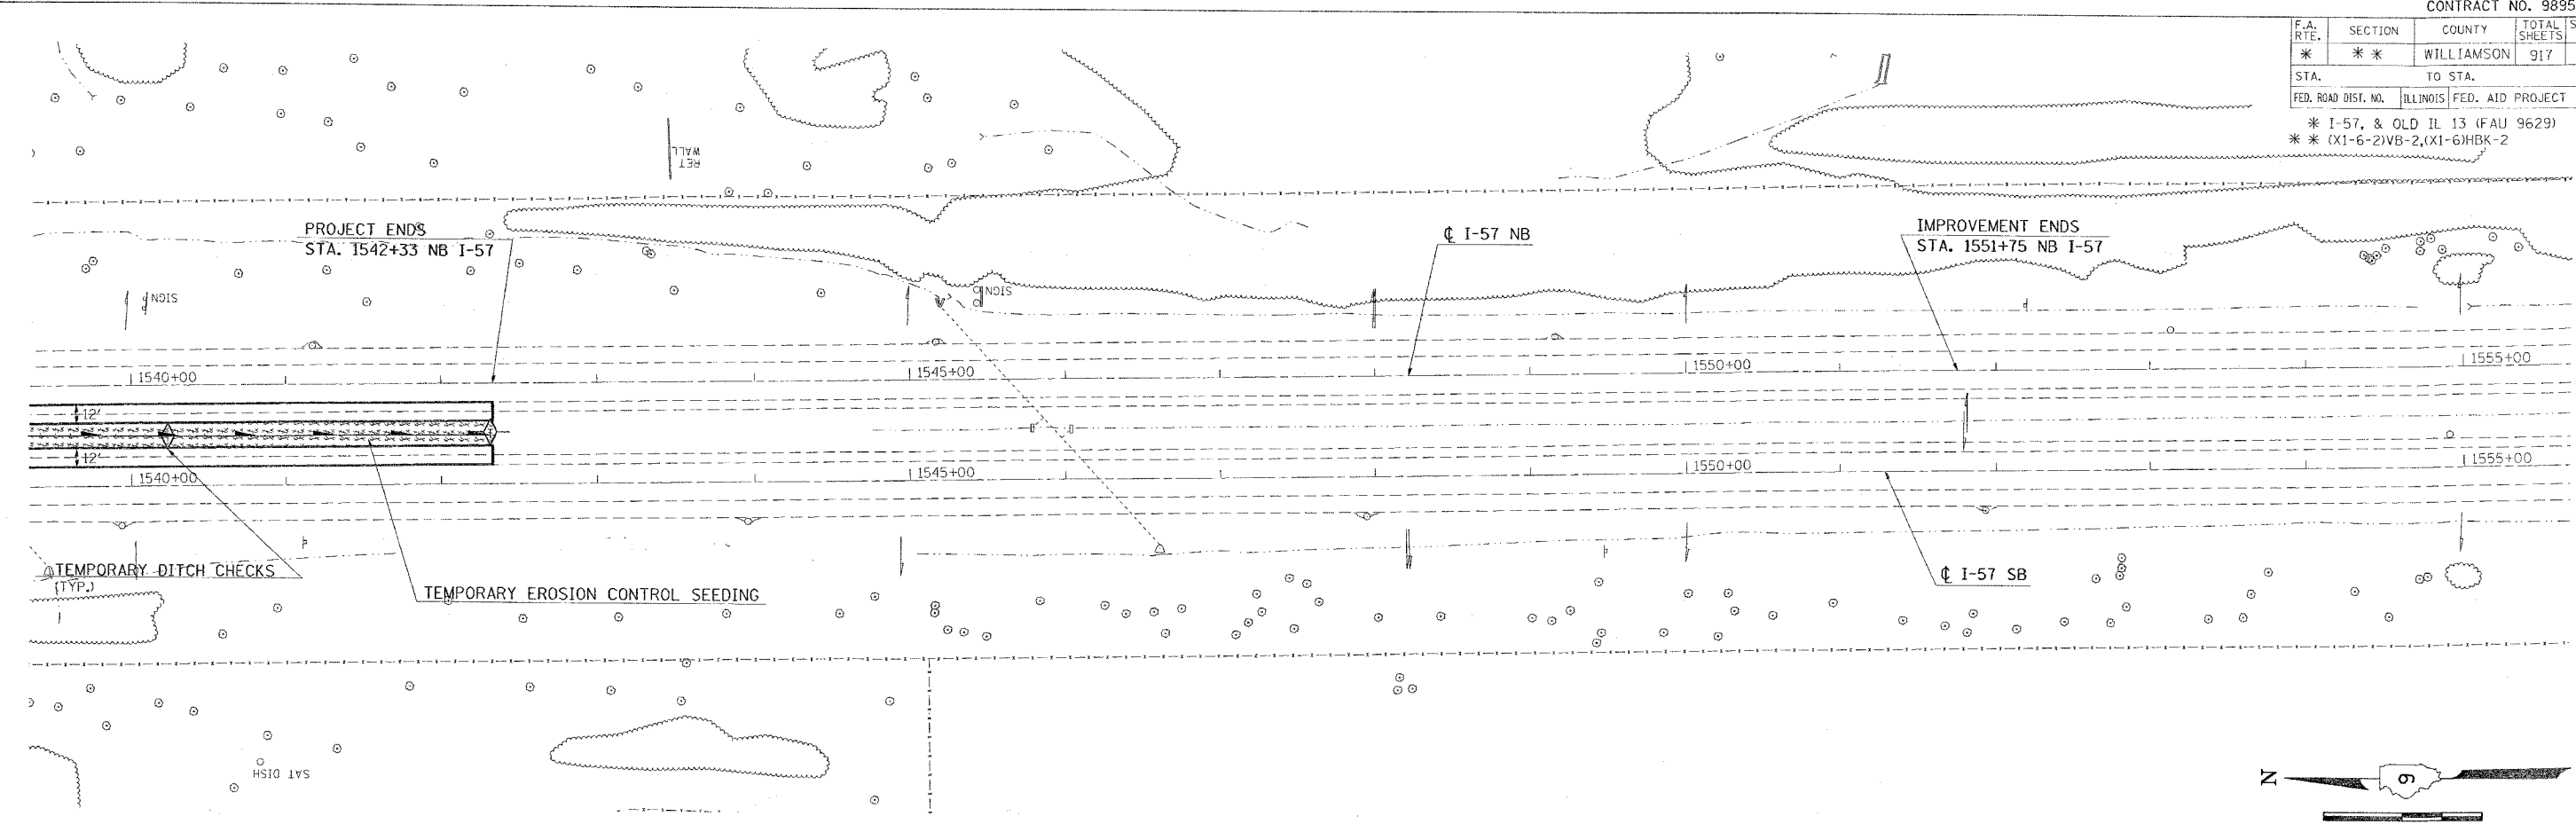 CONTRACT NO. 9895
F.A. RTE. SECTION COUNTY TOTAL SHEETS
* * * WILLIAMSON 917
STA. TO STA.
FED. ROAD DIST. NO. ILLINOIS FED. AID PROJECT
* I-57, & OLD IL 13 (FAU 9629)
* * (X1-6-2)VB-2,(X1-6)HBK-2
RET WALL
PROJECT ENDS
STA. 1542+33 NB I-57
℄ I-57 NB
IMPROVEMENT ENDS
STA. 1551+75 NB I-57
SIGN
SIGN
1540+00
1545+00
1550+00
1555+00
12'
12'
1540+00
1545+00
1550+00
1555+00
TEMPORARY DITCH CHECKS
(TYP.)
TEMPORARY EROSION CONTROL SEEDING
℄ I-57 SB
SAT DISH
N
9